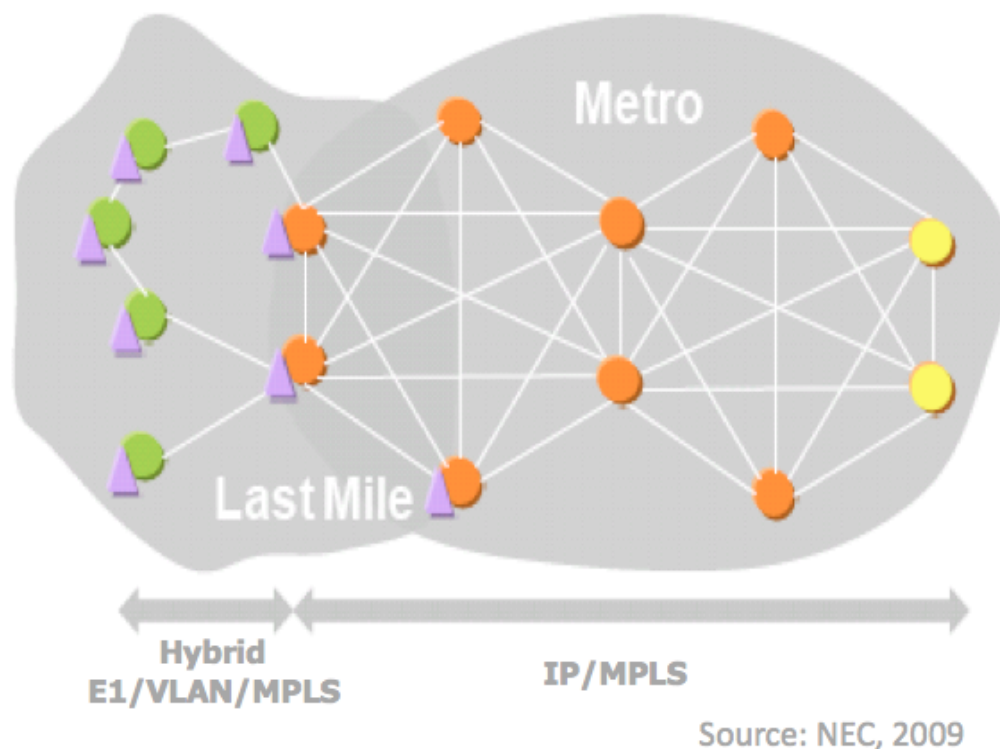 Metro
Last Mile
Hybrid
E1/VLAN/MPLS
IP/MPLS
Source: NEC, 2009